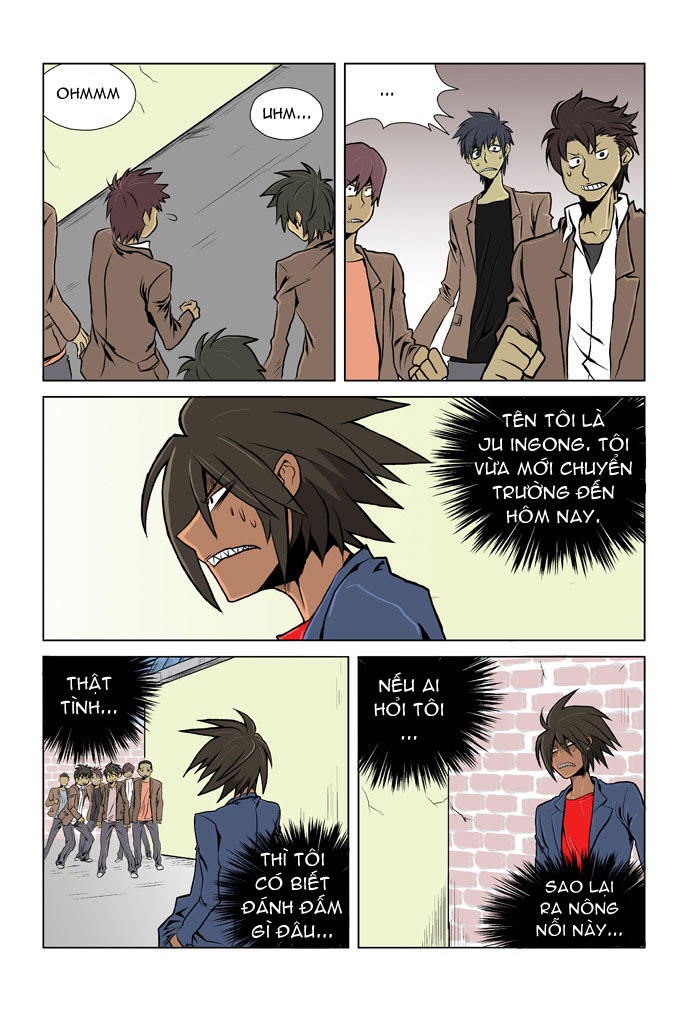 OHMMM
UHM...
...
TÊN TÔI LÀ
JU INGONG. TÔI
VỪA MỚI CHUYỂN
TRƯỜNG ĐẾN
HÔM NAY.
THẬT
TÌNH...
THÌ TÔI
CÓ BIẾT
ĐÁNH ĐẤM
GÌ ĐÂU...
NẾU AI
HỎI TÔI
...
SAO LẠI
RA NÔNG
NỖI NÀY...